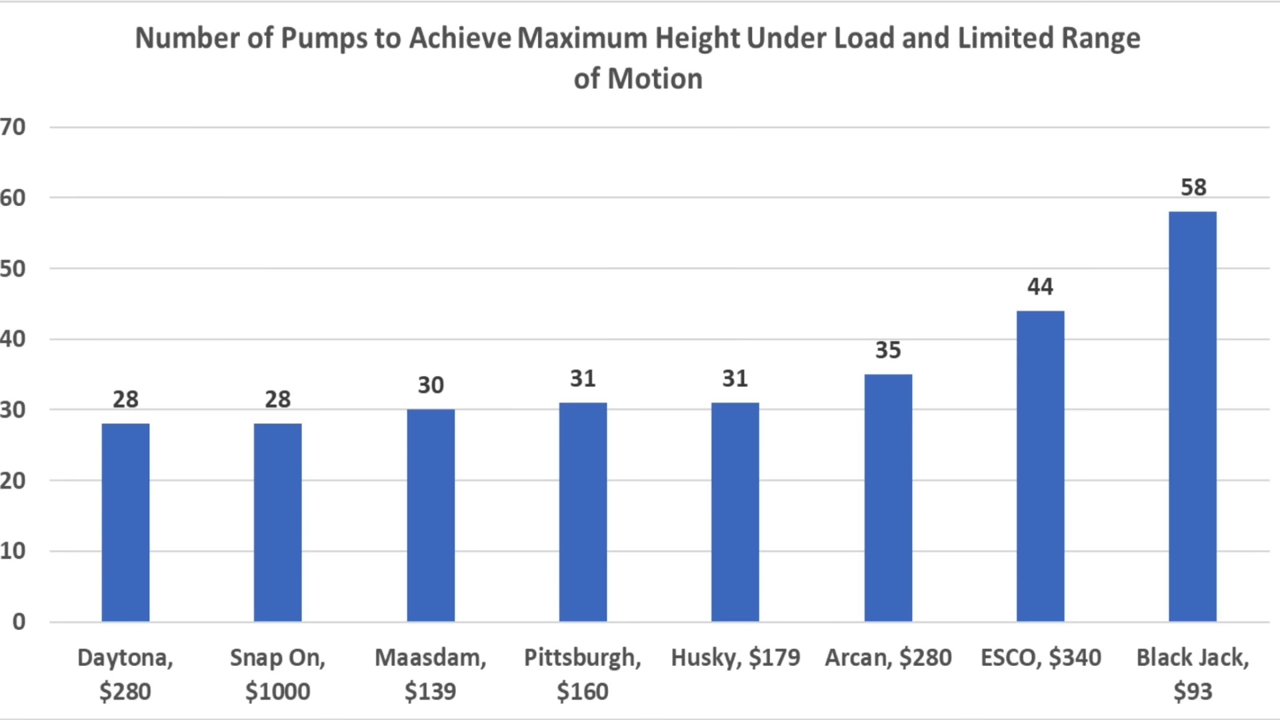 Number of Pumps to Achieve Maximum Height Under Load and Limited Range
of Motion
70
60
50
40
30
20
10
0
58
44
35
31
31
30
28
28
Daytona,
$280
Snap On,
$1000
Maasdam,
$139
Pittsburgh,
$160
Husky, $179
Arcan, $280
ESCO, $340
Black Jack,
$93